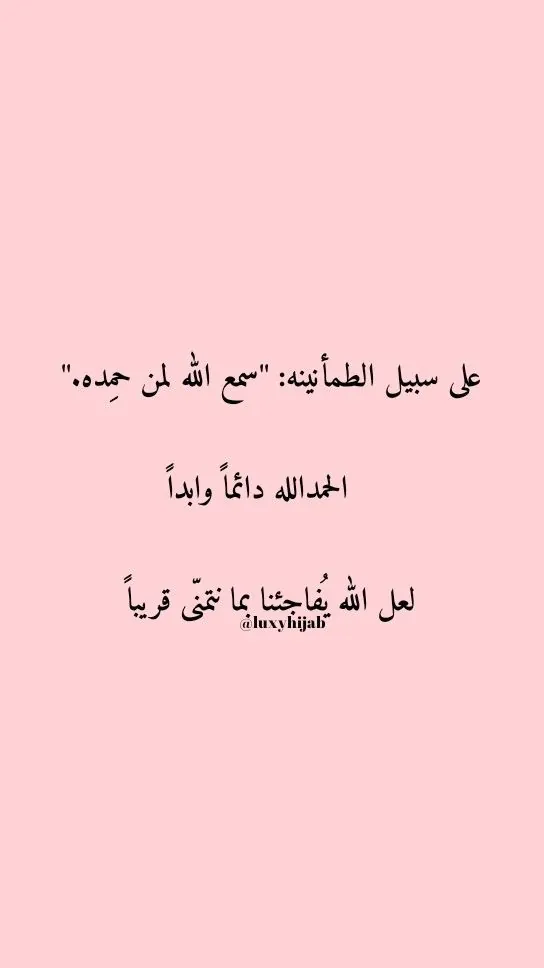 على سبيل الطمأنينه: "سمع الله لمن حمِده."
الحمدالله دائماً وابداً
لعل الله يُفاجئنا بما نتمنّى قريباً
@luxyhijab